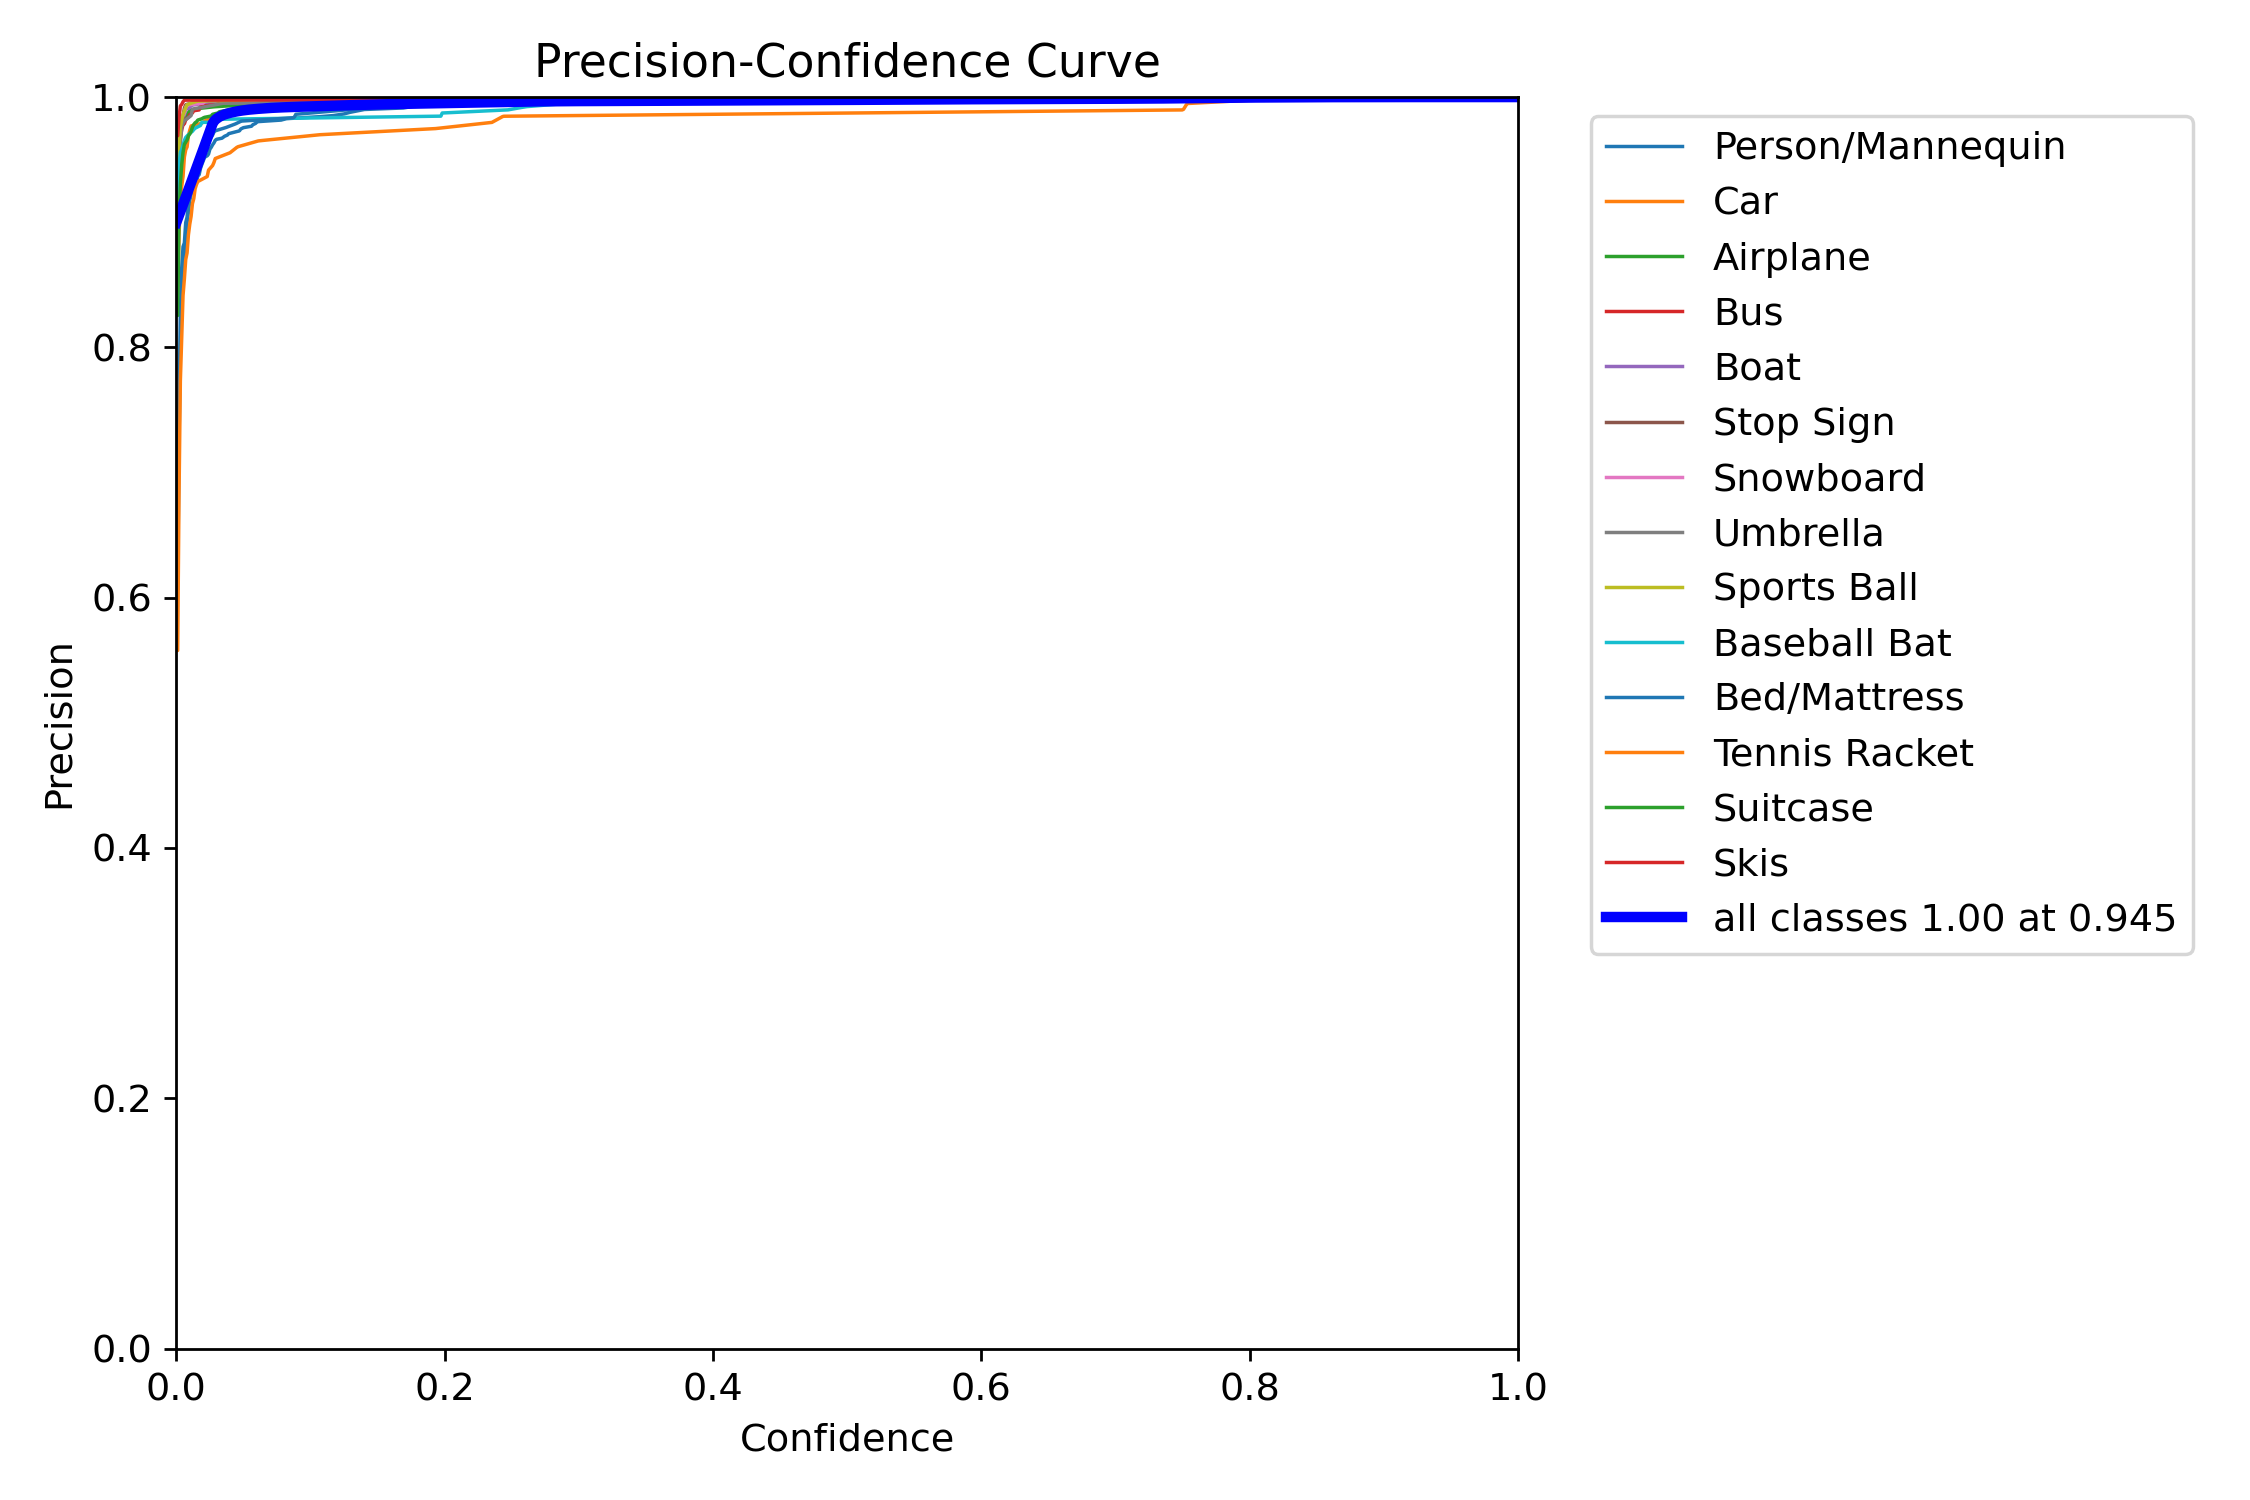 Precision-Confidence Curve
1.0
0.8
0.6
0.4
0.2
0.0
Precision
0.0 0.2 0.4 0.6 0.8 1.0
Confidence
Person/Mannequin
Car
Airplane
Bus
Boat
Stop Sign
Snowboard
Umbrella
Sports Ball
Baseball Bat
Bed/Mattress
Tennis Racket
Suitcase
Skis
all classes 1.00 at 0.945